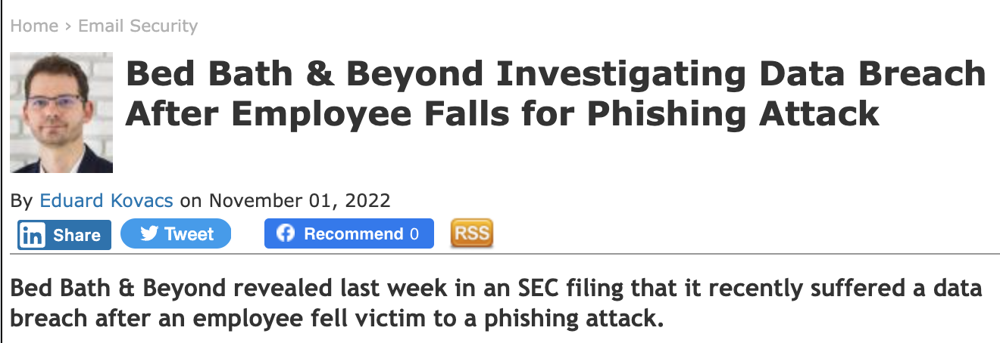 Home › Email Security
Bed Bath & Beyond Investigating Data Breach
After Employee Falls for Phishing Attack
By Eduard Kovacs on November 01, 2022
in Share Tweet Recommend 0 RSS
Bed Bath & Beyond revealed last week in an SEC filing that it recently suffered a data
breach after an employee fell victim to a phishing attack.